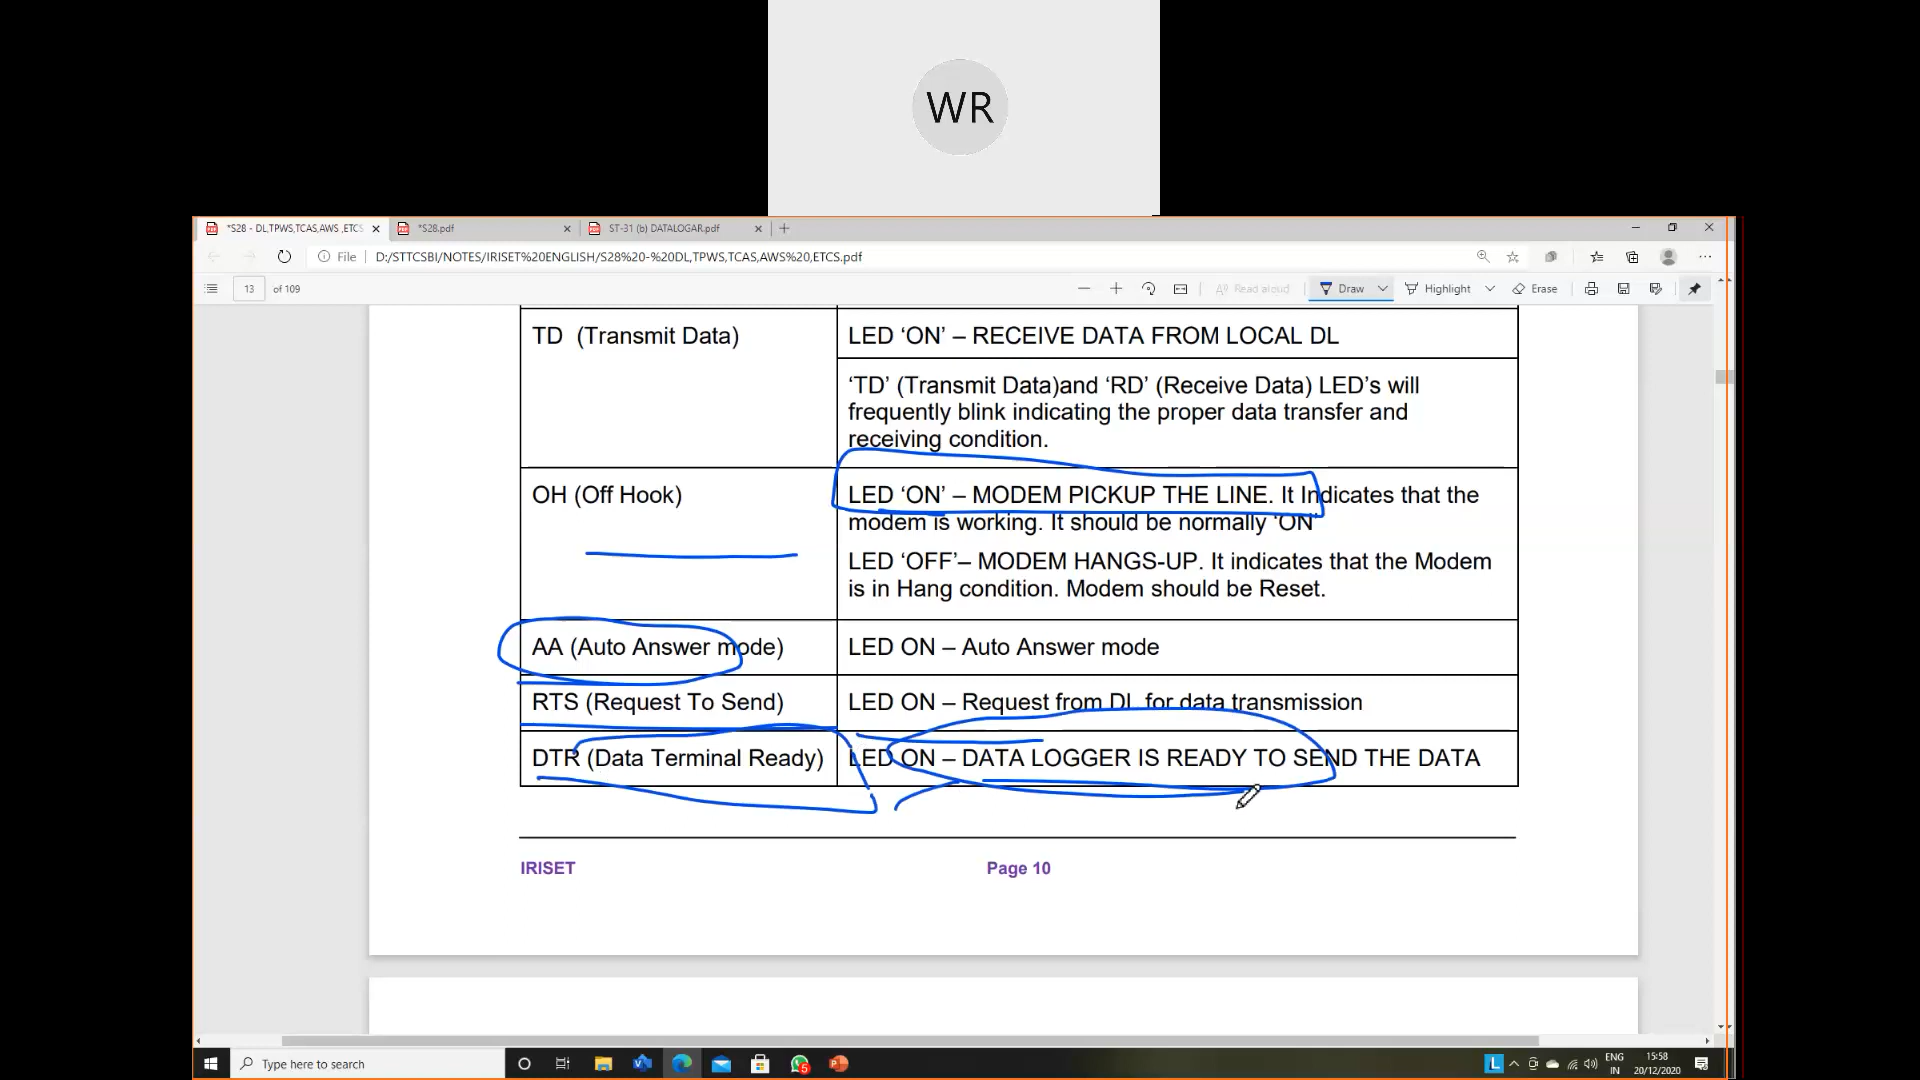 WR
*S28 - DL,TPWS,TCAS,AWS ,ETCS
*S28.pdf
ST-31 (b) DATALOGAR.pdf
File
D:/STTCSBI/NOTES/IRISET%20ENGLISH/S28%20-%20DL,TPWS,TCAS,AWS%20,ETCS.pdf
13 of 109
Read aloud
Draw
Highlight
Erase
TD (Transmit Data)
LED ‘ON’ – RECEIVE DATA FROM LOCAL DL
‘TD’ (Transmit Data)and ‘RD’ (Receive Data) LED’s will
frequently blink indicating the proper data transfer and
receiving condition.
OH (Off Hook)
LED ‘ON’ – MODEM PICKUP THE LINE. It Indicates that the
modem is working. It should be normally ‘ON’
LED ‘OFF’– MODEM HANGS-UP. It indicates that the Modem
is in Hang condition. Modem should be Reset.
AA (Auto Answer mode)
LED ON – Auto Answer mode
RTS (Request To Send)
LED ON – Request from DL for data transmission
DTR (Data Terminal Ready)
LED ON – DATA LOGGER IS READY TO SEND THE DATA
IRISET
Page 10
Type here to search
5
L
ENG
IN
15:58
20/12/2020